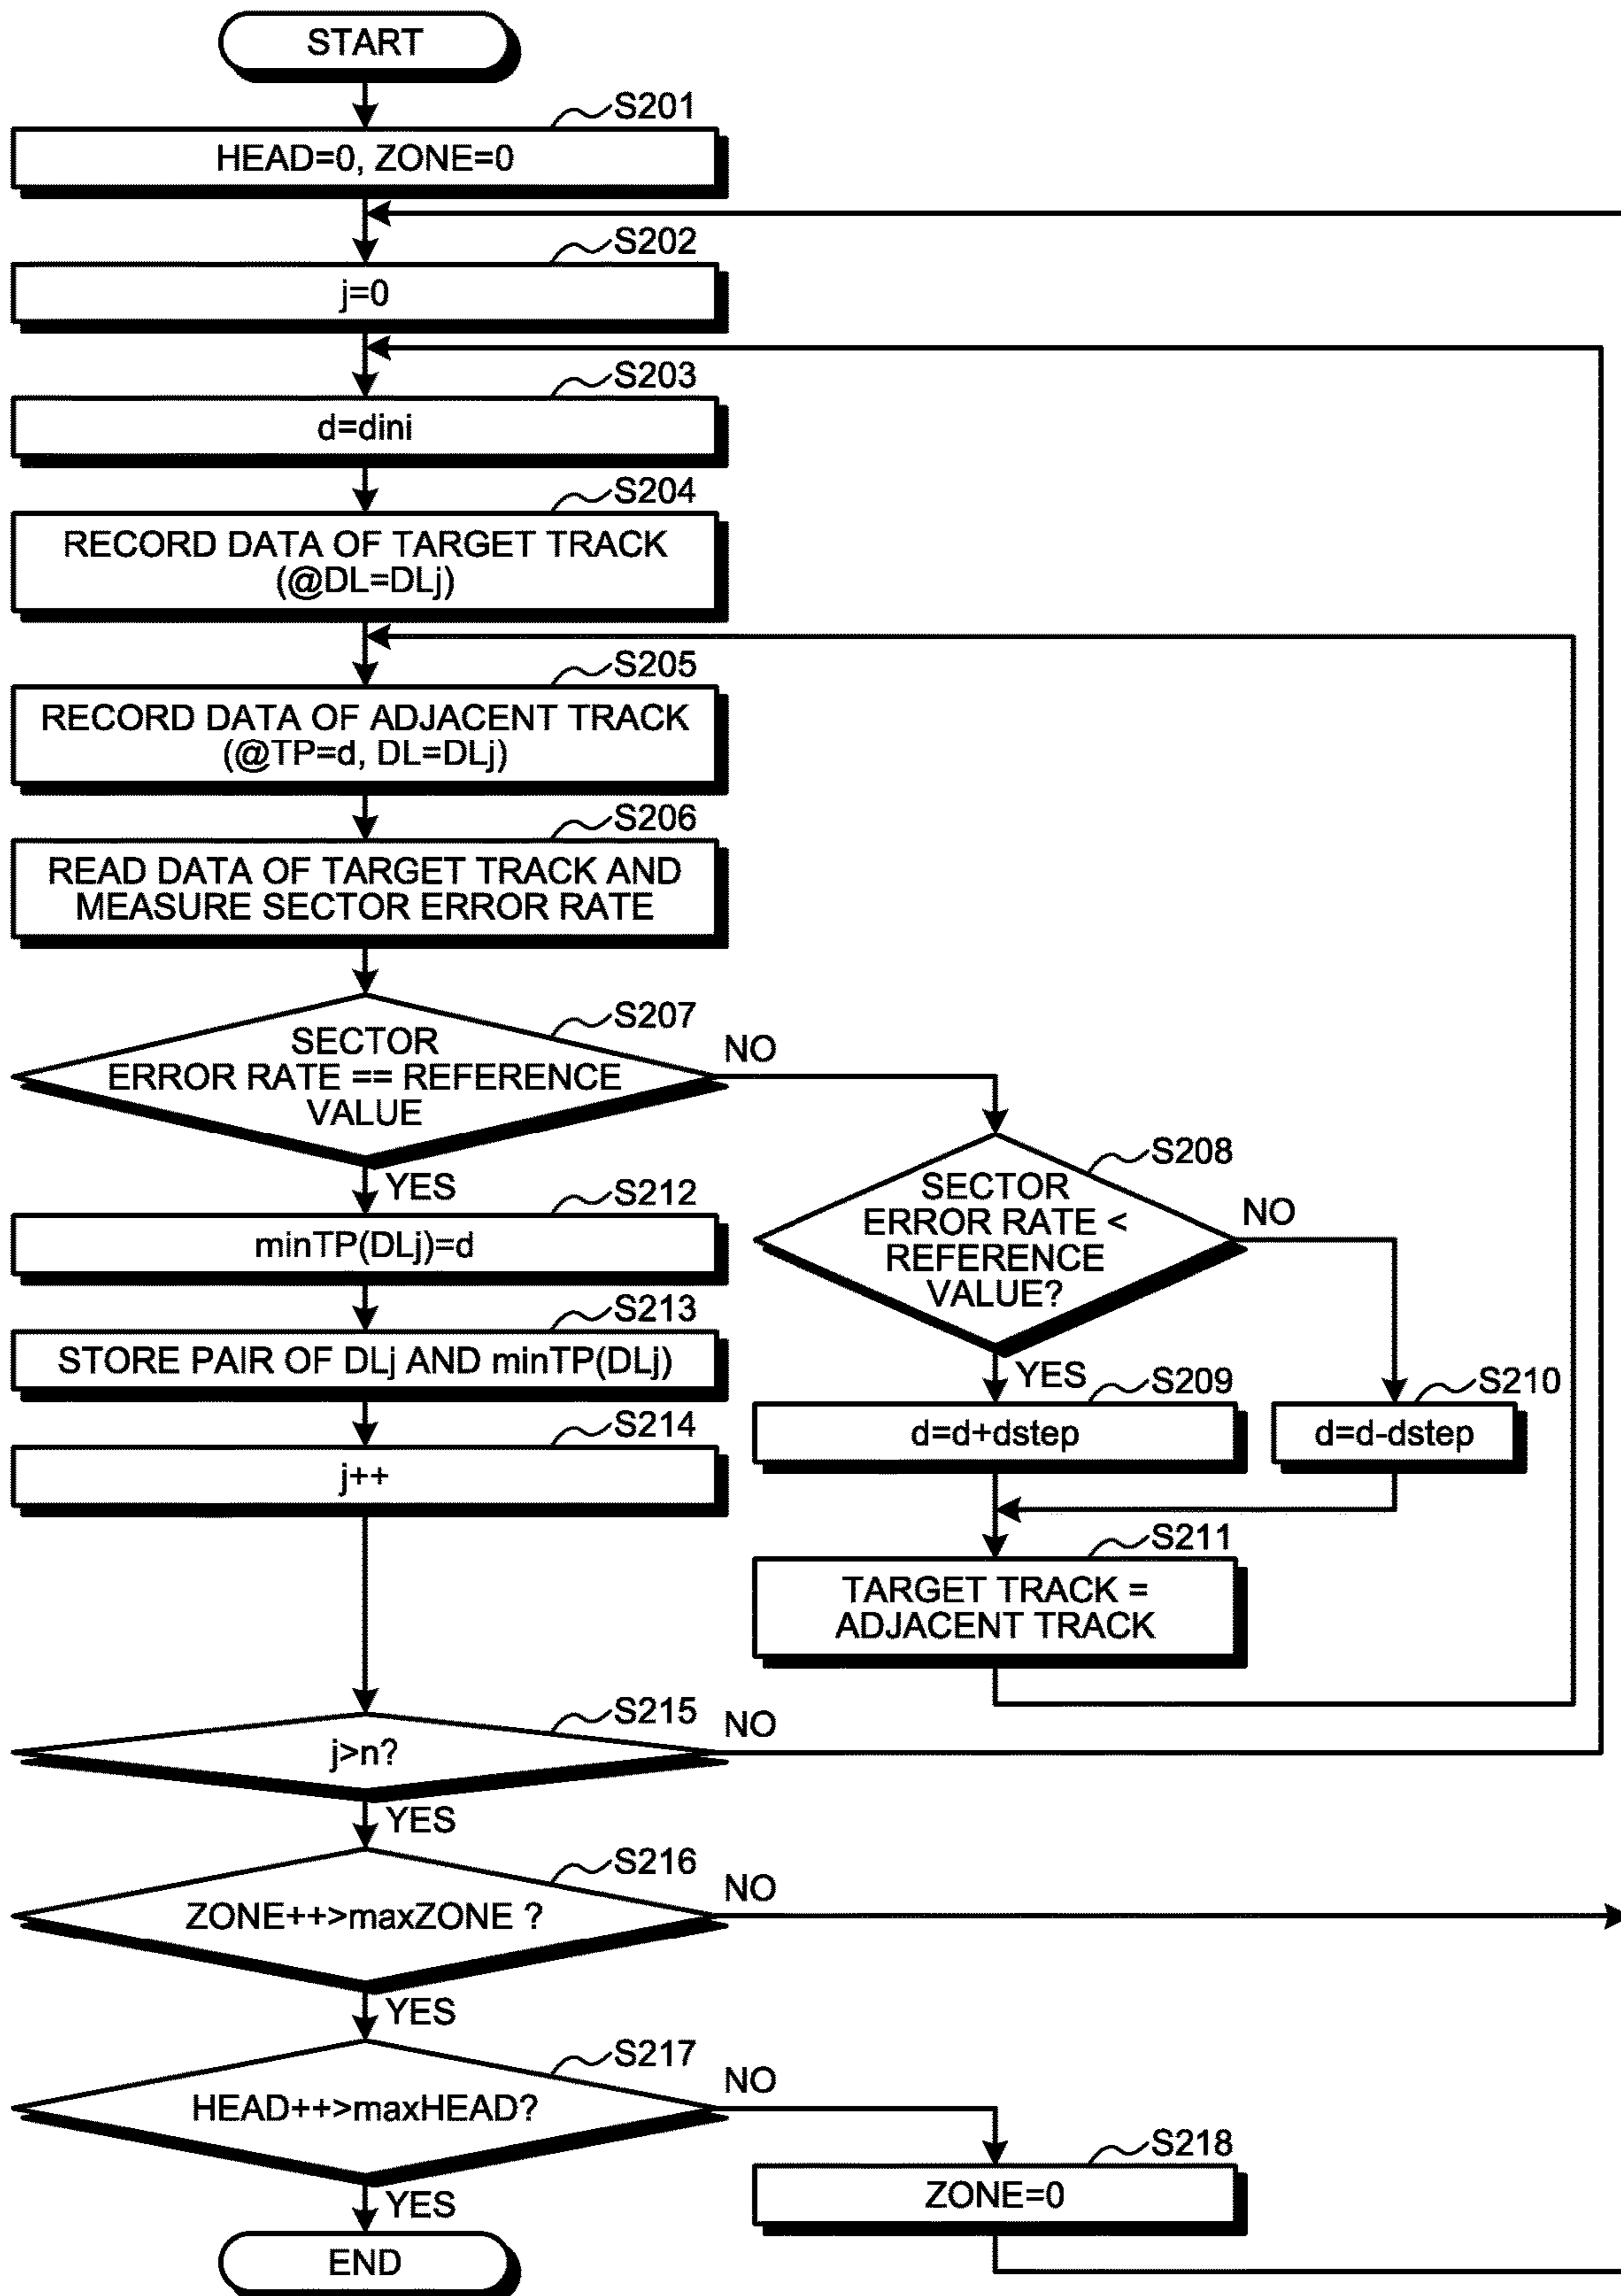 START
S201
HEAD=0, ZONE=0
S202
j=0
S203
d=dini
S204
RECORD DATA OF TARGET TRACK
(@DL=DLj)
S205
RECORD DATA OF ADJACENT TRACK
(@TP=d, DL=DLj)
S206
READ DATA OF TARGET TRACK AND
MEASURE SECTOR ERROR RATE
S207
SECTOR
ERROR RATE == REFERENCE
VALUE
NO
YES
S208
SECTOR
ERROR RATE <
REFERENCE
VALUE?
NO
YES
S209
d=d+dstep
S210
d=d-dstep
S211
TARGET TRACK =
ADJACENT TRACK
S212
minTP(DLj)=d
S213
STORE PAIR OF DLj AND minTP(DLj)
S214
j++
S215
j>n?
NO
YES
S216
ZONE++>maxZONE ?
NO
YES
S217
HEAD++>maxHEAD?
NO
YES
S218
ZONE=0
END